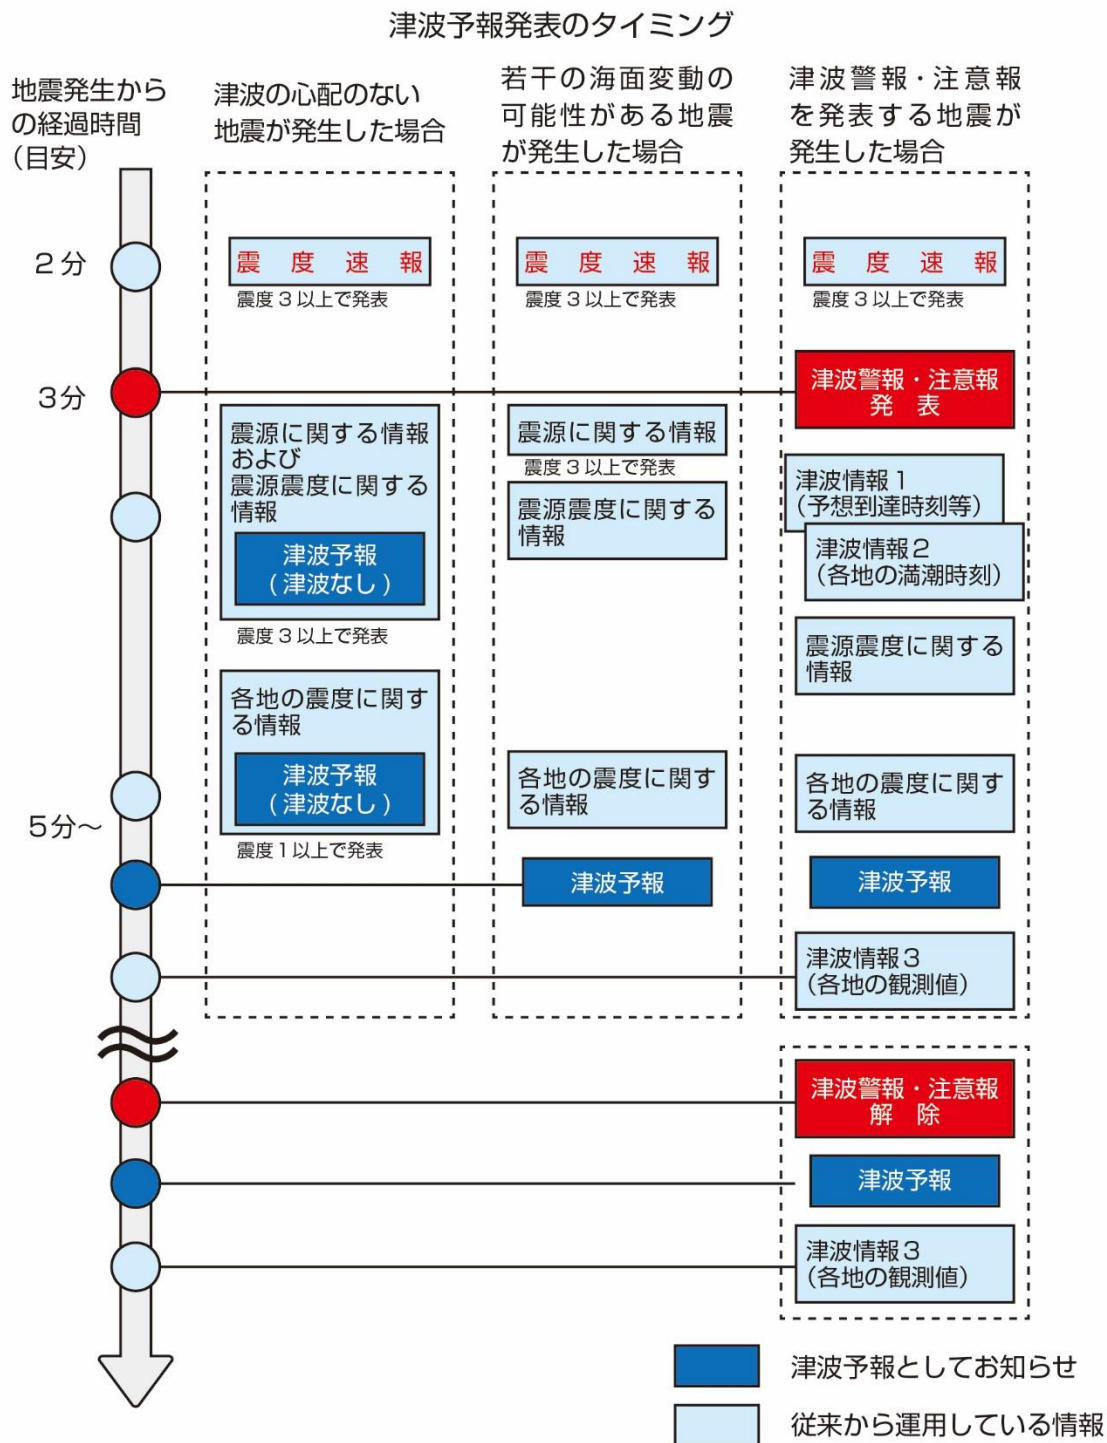 津波予報発表のタイミング
地震発生から
の経過時間
(目安)
津波の心配のない
地震が発生した場合
若干の海面変動の
可能性がある地震
が発生した場合
津波警報・注意報
を発表する地震が
発生した場合
2分
震度速報
震度3以上で発表
震度速報
震度3以上で発表
震度速報
震度3以上で発表
3分
津波警報・注意報
発表
震源に関する情報
および
震源震度に関する
情報
津波予報
(津波なし)
震度3以上で発表
震源に関する情報
震度3以上で発表
震源震度に関する
情報
津波情報1
(予想到達時刻等)
津波情報2
(各地の満潮時刻)
震源震度に関する
情報
各地の震度に関す
る情報
津波予報
(津波なし)
震度1以上で発表
各地の震度に関す
る情報
各地の震度に関す
る情報
5分〜
津波予報
津波予報
津波情報3
(各地の観測値)
津波警報・注意報
解除
津波予報
津波情報3
(各地の観測値)
津波予報としてお知らせ
従来から運用している情報